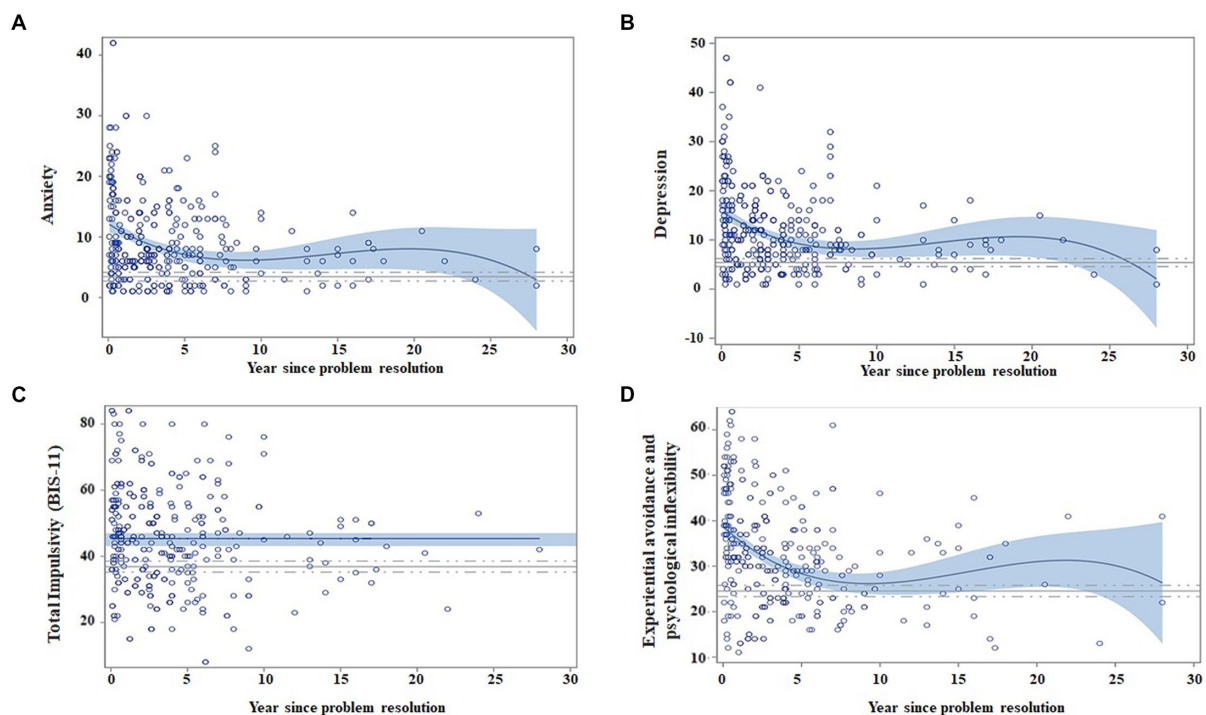 A
Anxiety
40
30
20
10
0
0 5 10 15 20 25 30
Year since problem resolution
B
Depression
50
40
30
20
10
0
-10
0 5 10 15 20 25 30
Year since problem resolution
C
Total Impulsivity (BIS-11)
80
60
40
20
0 5 10 15 20 25 30
Year since problem resolution
D
Experiential avoidance and
psychological inflexibility
60
50
40
30
20
10
0 5 10 15 20 25 30
Year since problem resolution